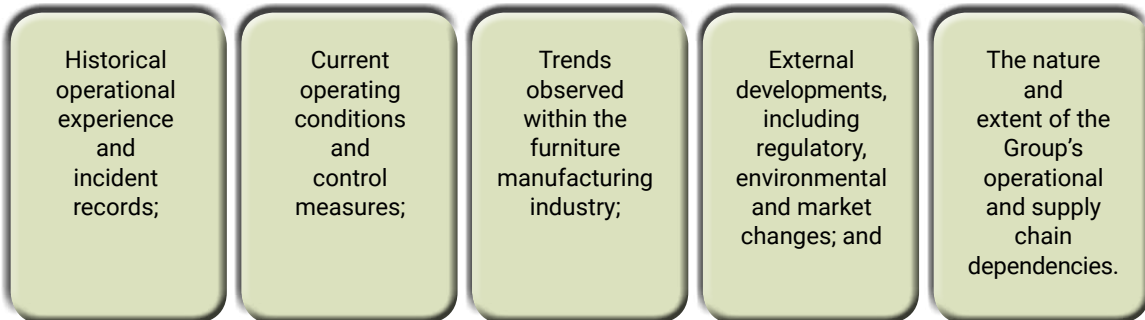 Historical
operational
experience
and
incident
records;
Current
operating
conditions
and
control
measures;
Trends
observed
within the
furniture
manufacturing
industry;
External
developments,
including
regulatory,
environmental
and market
changes; and
The nature
and
extent of the
Group’s
operational
and supply
chain
dependencies.